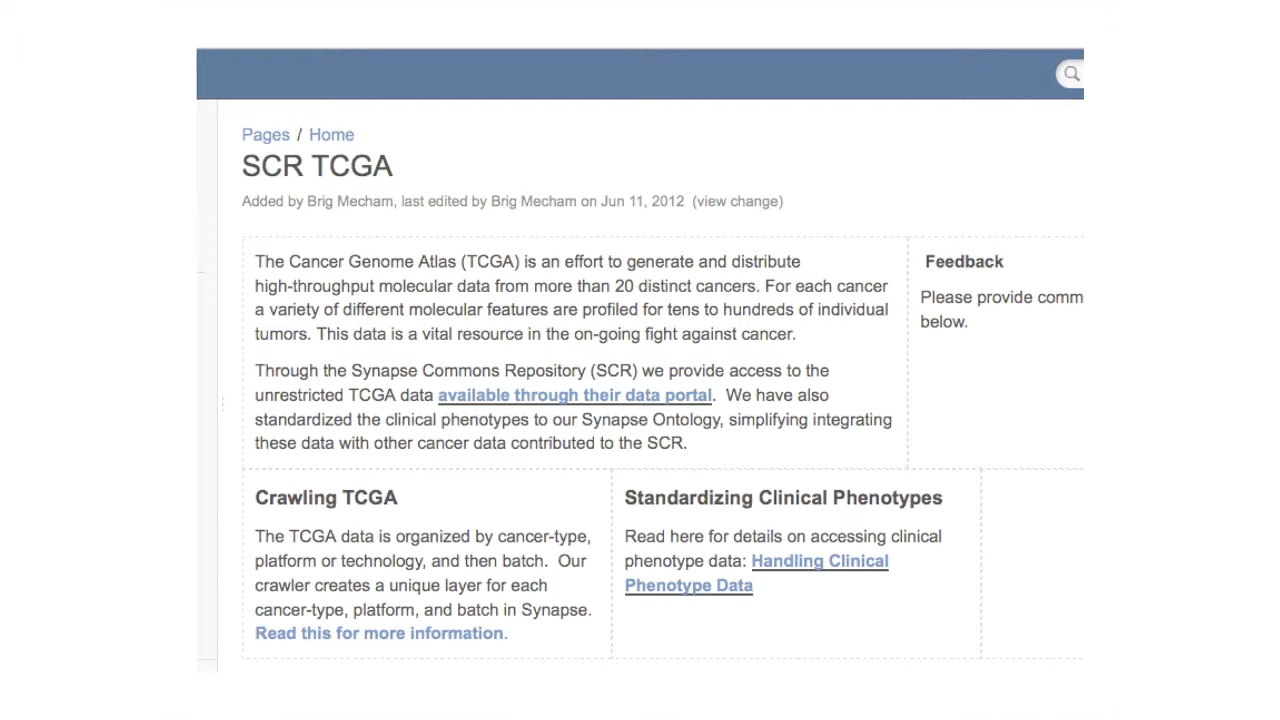 Pages / Home
SCR TCGA
Added by Brig Mecham, last edited by Brig Mecham on Jun 11, 2012 (view change)
The Cancer Genome Atlas (TCGA) is an effort to generate and distribute
high-throughput molecular data from more than 20 distinct cancers. For each cancer
a variety of different molecular features are profiled for tens to hundreds of individual
tumors. This data is a vital resource in the on-going fight against cancer.
Through the Synapse Commons Repository (SCR) we provide access to the
unrestricted TCGA data available through their data portal. We have also
standardized the clinical phenotypes to our Synapse Ontology, simplifying integrating
these data with other cancer data contributed to the SCR.
Feedback
Please provide comm
below.
Crawling TCGA
The TCGA data is organized by cancer-type,
platform or technology, and then batch. Our
crawler creates a unique layer for each
cancer-type, platform, and batch in Synapse.
Read this for more information.
Standardizing Clinical Phenotypes
Read here for details on accessing clinical
phenotype data: Handling Clinical
Phenotype Data